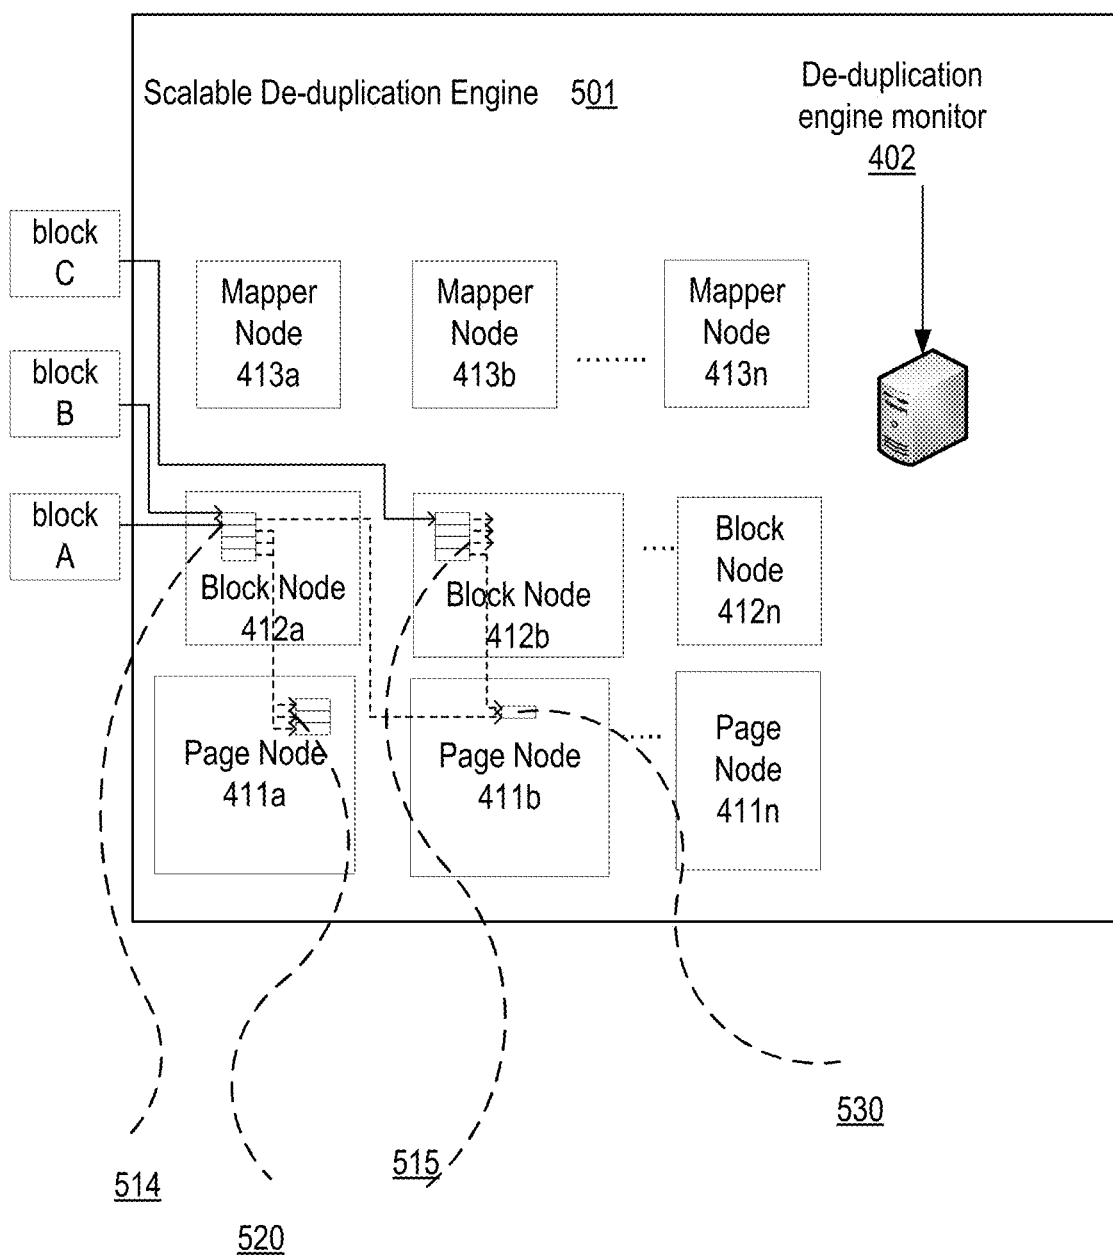 Scalable De-duplication Engine 501
De-duplication
engine monitor
402
block
C
block
B
block
A
Mapper
Node
413a
Mapper
Node
413b
........
Mapper
Node
413n
Block Node
412a
Block Node
412b
....
Block
Node
412n
Page Node
411a
Page Node
411b
....
Page
Node
411n
514
520
515
530